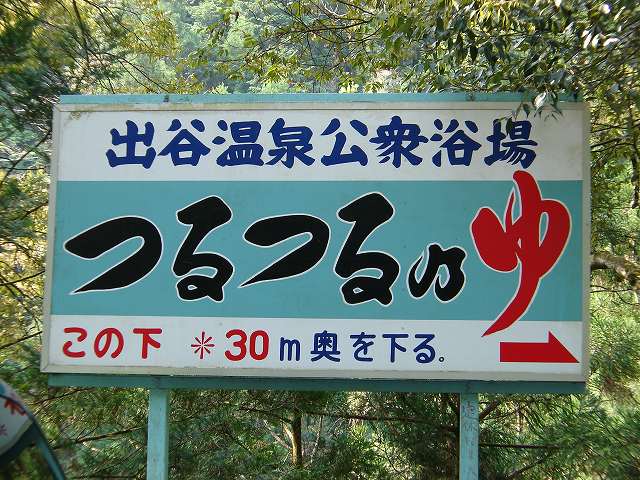 出谷温泉公衆浴場
つるつる乃ゆ
この下 ✳30m奥を下る。